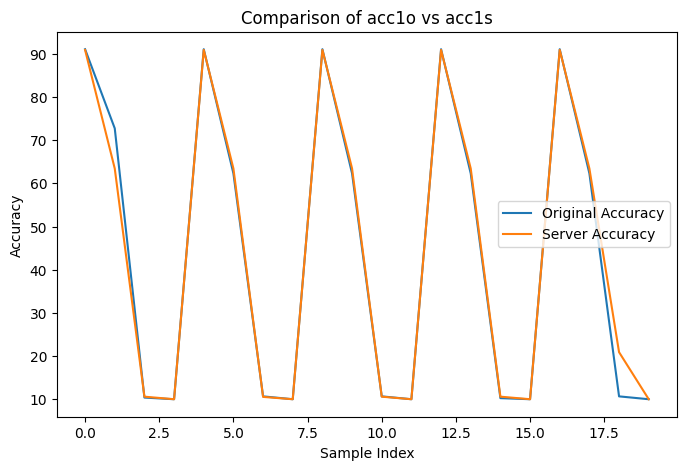 Comparison of acc1o vs acc1s
Accuracy
90
80
70
60
50
40
30
20
10
Original Accuracy
Server Accuracy
0.0 2.5 5.0 7.5 10.0 12.5 15.0 17.5
Sample Index